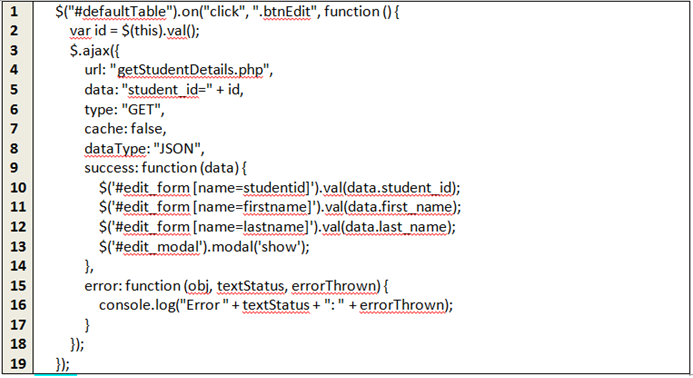 1 $("#defaultTable").on("click", ".btnEdit", function () {
2 var id = $(this).val();
3 $.ajax({
4 url: "getStudentDetails.php",
5 data: "student_id=" + id,
6 type: "GET",
7 cache: false,
8 dataType: "JSON",
9 success: function (data) {
10 $('#edit_form [name=studentid]').val(data.student_id);
11 $('#edit_form [name=firstname]').val(data.first_name);
12 $('#edit_form [name=lastname]').val(data.last_name);
13 $('#edit_modal').modal('show');
14 },
15 error: function (obj, textStatus, errorThrown) {
16 console.log("Error " + textStatus + ": " + errorThrown);
17 }
18 });
19 });